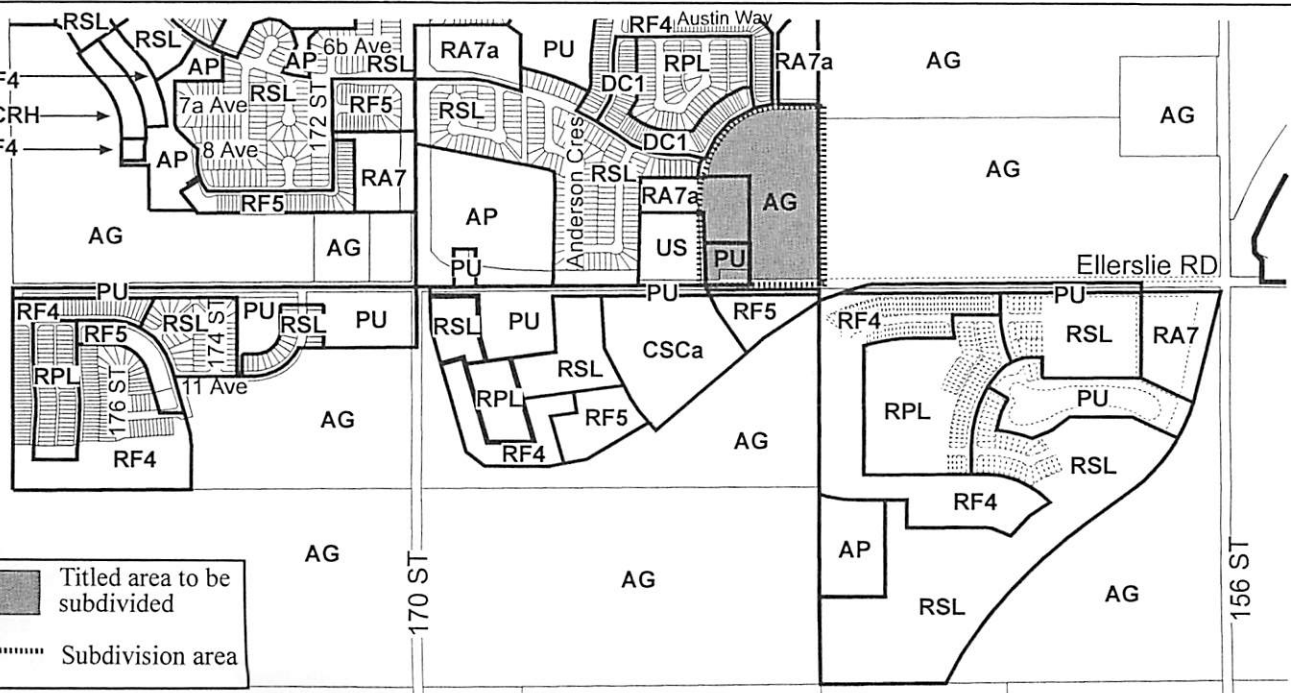 RSL
RSL
RF4
Austin Way
AP
AP
6b Ave
RSL
RA7a
PU
RPL
RA7a
AG
F4
7a Ave
RSL
172 ST
RF5
RSL
DC1
AG
CRH
8 Ave
DC1
F4
AP
RA7
Anderson Cres
RSL
AG
RF5
AP
RA7a
AG
AG
AG
US
PU
PU
Ellerslie RD
PU
PU
PU
RF4
RF5
RSL
174 ST
PU
RSL
PU
RSL
PU
RF5
RF4
RSL
RA7
RPL
176 ST
11 Ave
RSL
CSCa
RPL
RF5
RPL
PU
AG
AG
RF4
RF4
RSL
RF4
AG
170 ST
AG
AP
RSL
AG
156 ST
Titled area to be
subdivided
Subdivision area